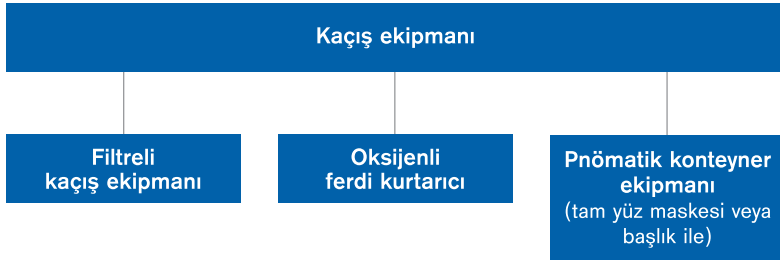 Kaçış ekipmanı
Filtreli
kaçış ekipmanı
Oksijenli
ferdi kurtarıcı
Pnömatik konteyner
ekipmanı
(tam yüz maskesi veya
başlık ile)